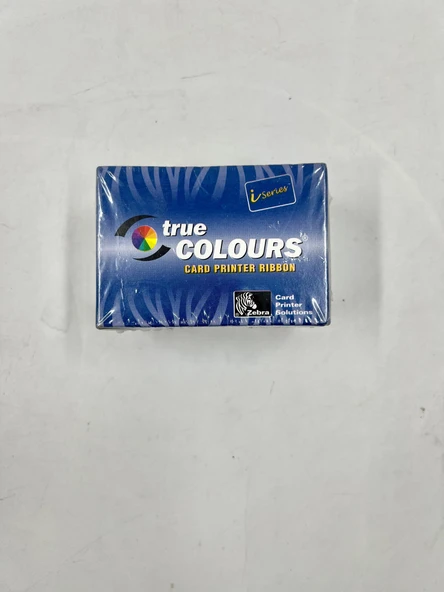 i Series
true
COLOURS
CARD PRINTER RIBBON
Zebra
Card
Printer
Solutions